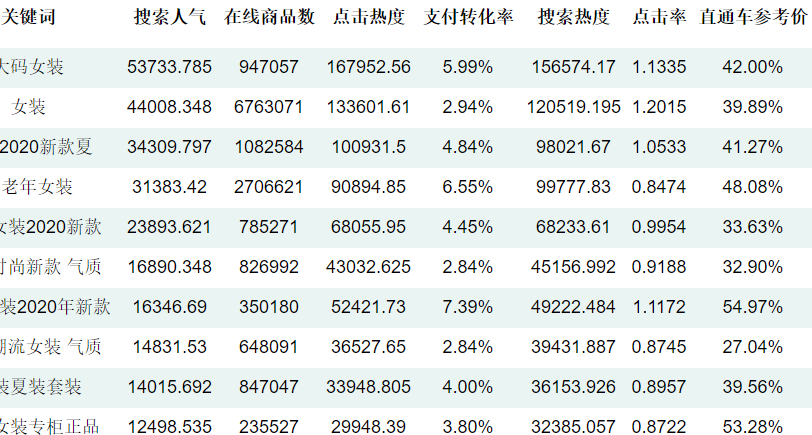 关键词 搜索人气 在线商品数 点击热度 支付转化率 搜索热度 点击率 直通车参考价
大码女装 53733.785 947057 167952.56 5.99% 156574.17 1.1335 42.00%
女装 44008.348 6763071 133601.61 2.94% 120519.195 1.2015 39.89%
2020新款夏 34309.797 1082584 100931.5 4.84% 98021.67 1.0533 41.27%
老年女装 31383.42 2706621 90894.85 6.55% 99777.83 0.8474 48.08%
女装2020新款 23893.621 785271 68055.95 4.45% 68233.61 0.9954 33.63%
时尚新款 气质 16890.348 826992 43032.625 2.84% 45156.992 0.9188 32.90%
装2020年新款 16346.69 350180 52421.73 7.39% 49222.484 1.1172 54.97%
潮流女装 气质 14831.53 648091 36527.65 2.84% 39431.887 0.8745 27.04%
装夏装套装 14015.692 847047 33948.805 4.00% 36153.926 0.8957 39.56%
女装专柜正品 12498.535 235527 29948.39 3.80% 32385.057 0.8722 53.28%